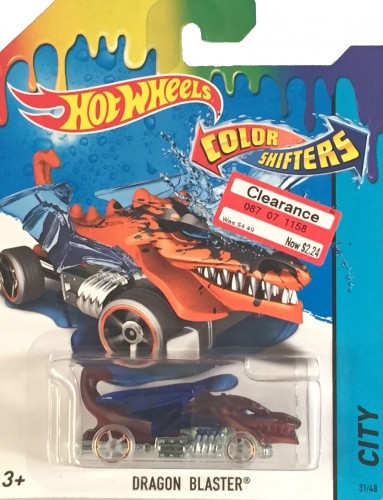 HOT WHEELS
COLOR
SHIFTERS
Clearance
087 07 1158
Was $4.49
Now $2.24
3+
DRAGON BLASTER®
CITY
31/48